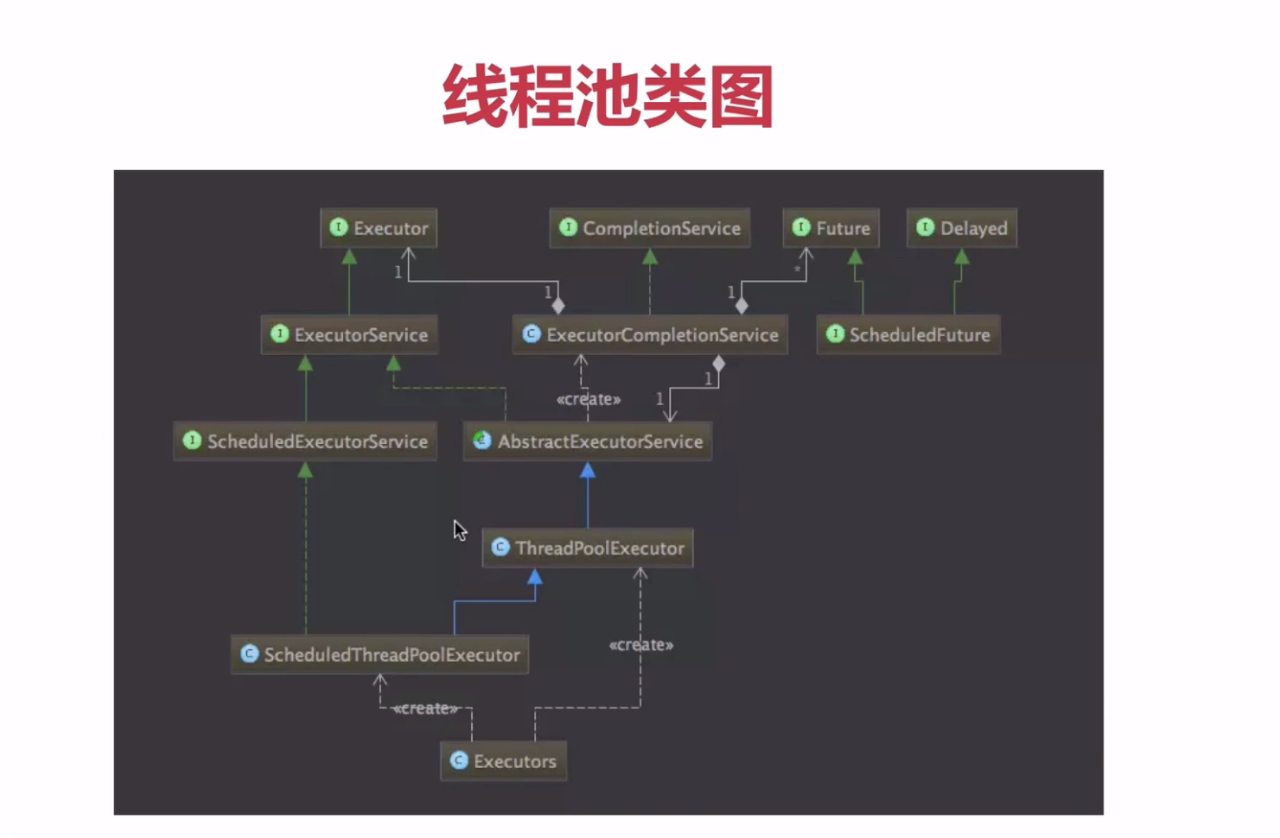 线程池类图
I Executor
I CompletionService
I Future
I Delayed
1
1
1
*
I ExecutorService
C ExecutorCompletionService
I ScheduledFuture
«create»
1
1
I ScheduledExecutorService
C AbstractExecutorService
C ThreadPoolExecutor
«create»
C ScheduledThreadPoolExecutor
«create»
C Executors